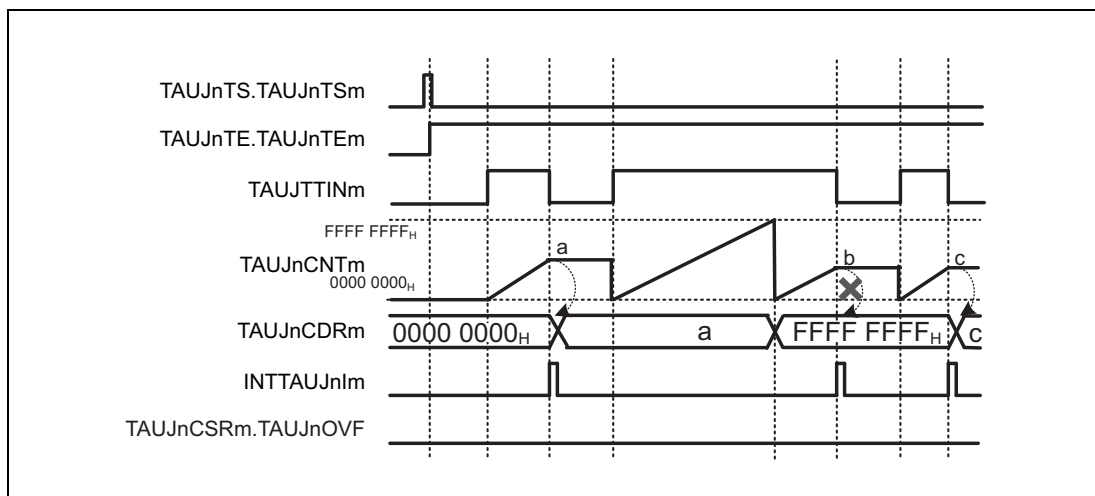 TAUJnTS.TAUJnTSm
TAUJnTE.TAUJnTEm
TAUJTTINm
FFFF FFFFH
a
b
c
TAUJnCNTm
0000 0000H
TAUJnCDRm
0000 0000H
a
FFFF FFFFH
c
INTTAUJnIm
TAUJnCSRm.TAUJnOVF